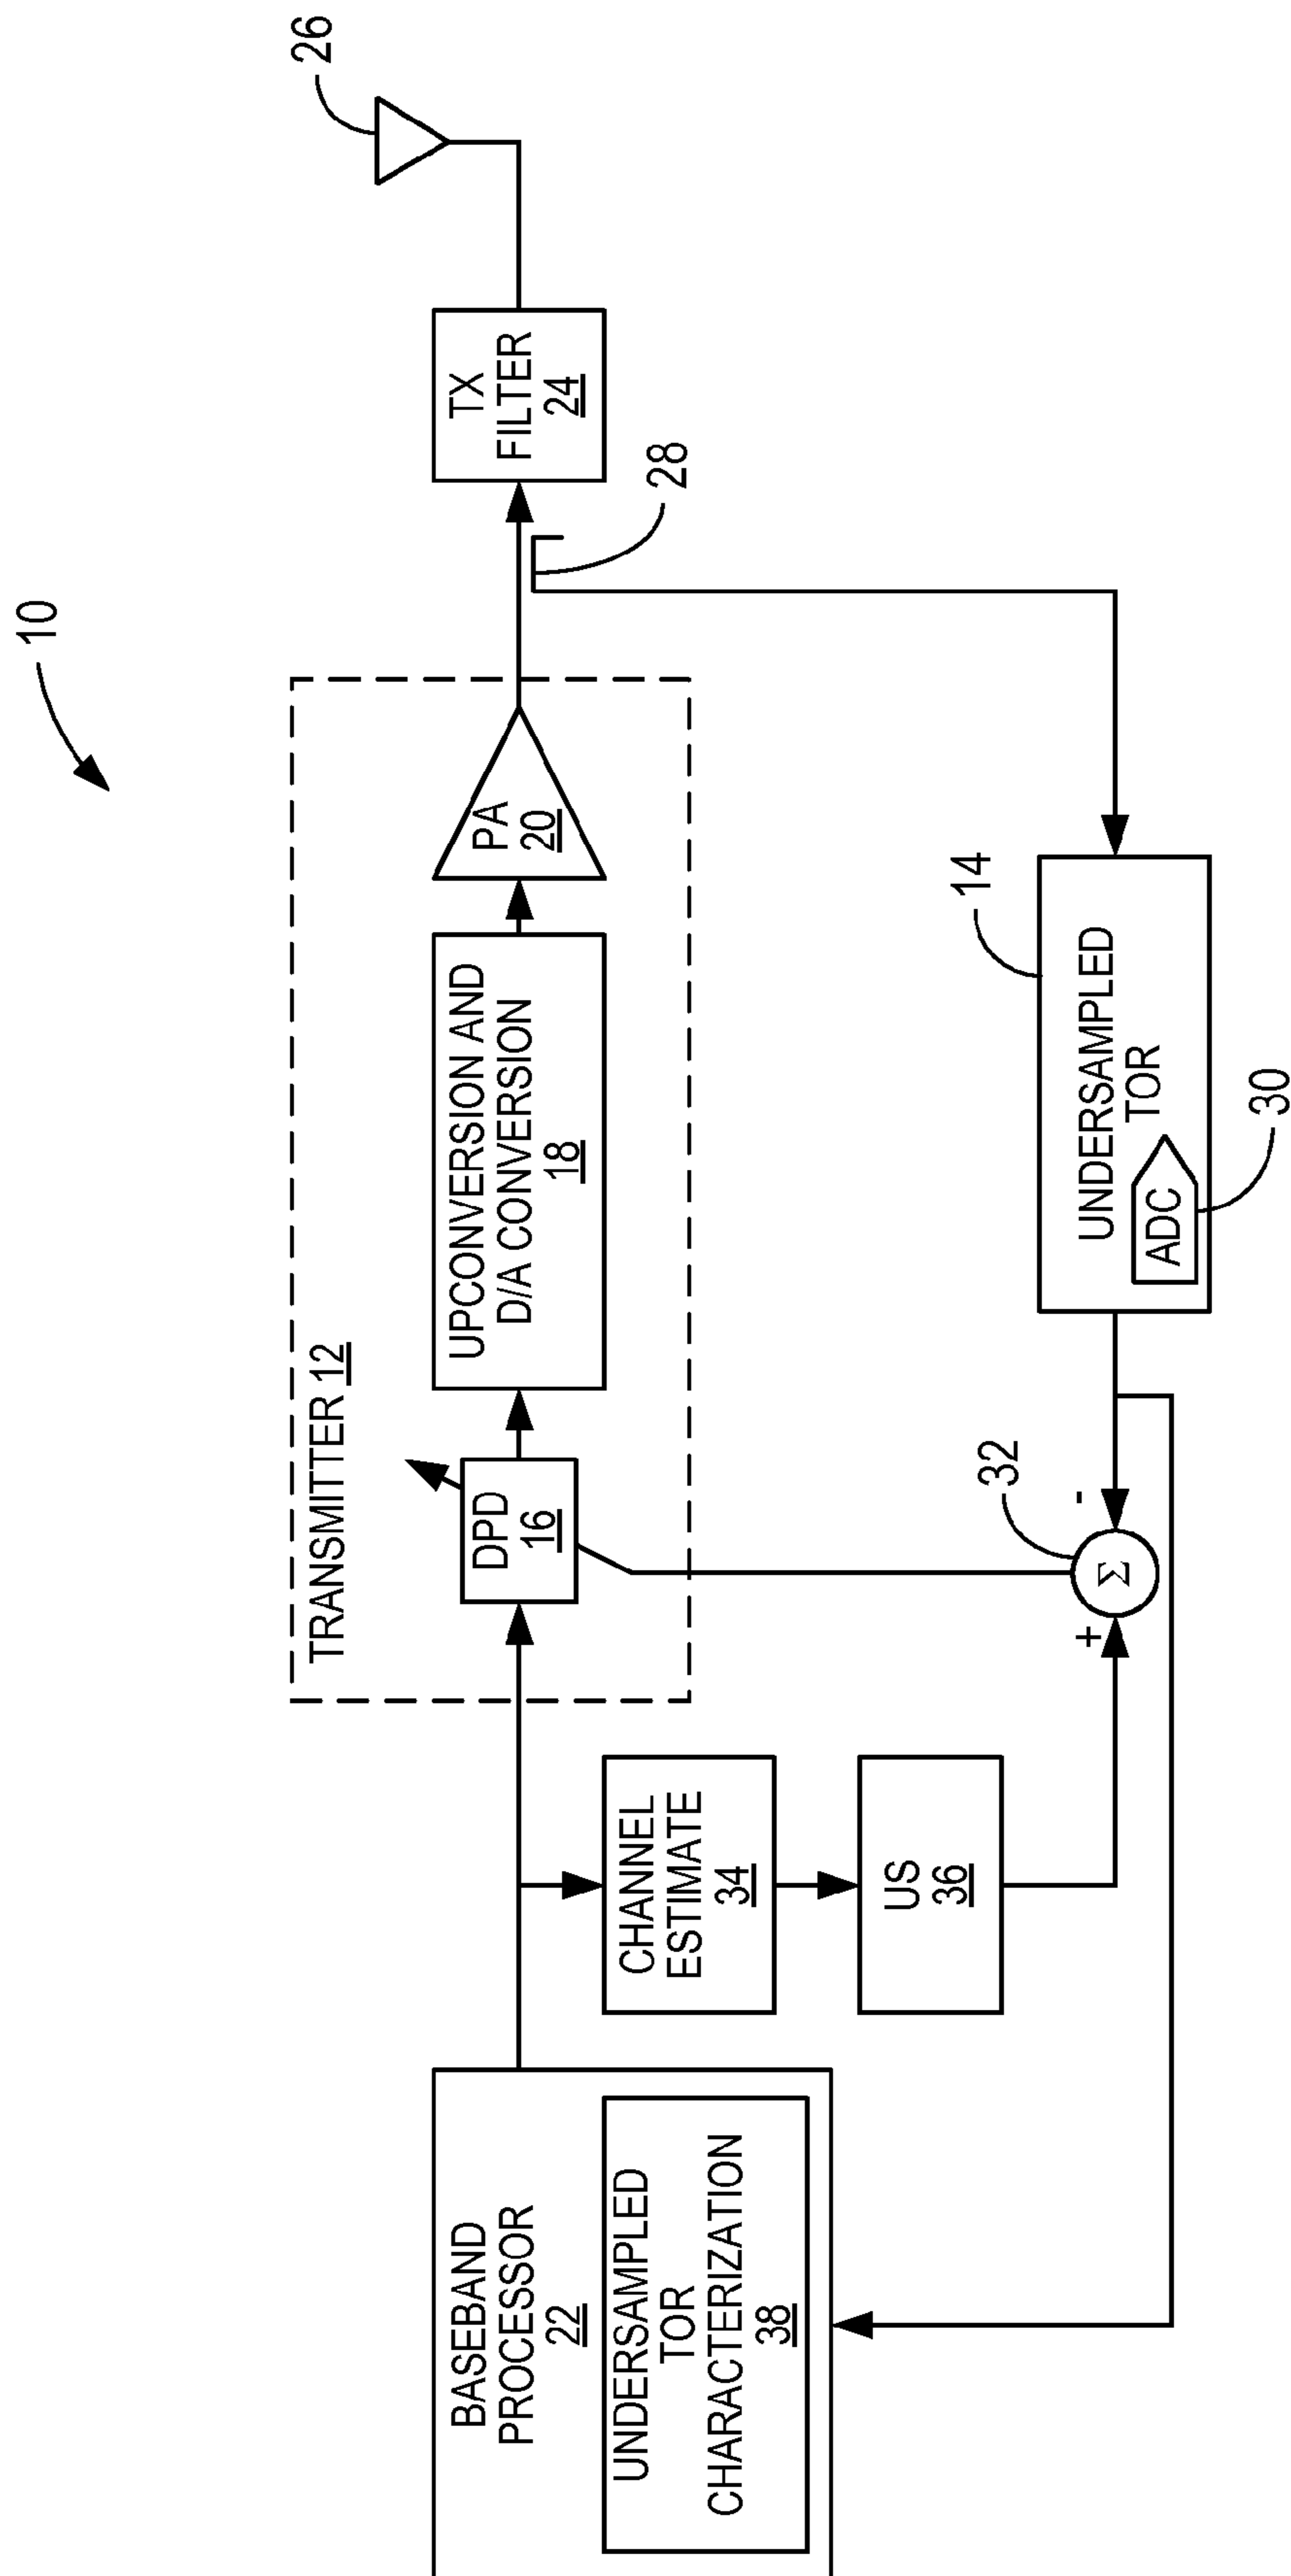 10
TRANSMITTER 12
BASEBAND
PROCESSOR
22
UNDERSAMPLED
TOR
CHARACTERIZATION
38
DPD
16
UPCONVERSION AND
D/A CONVERSION
18
PA
20
TX
FILTER
24
26
28
CHANNEL
ESTIMATE
34
US
36
+
Σ
-
32
UNDERSAMPLED
TOR
ADC
14
30